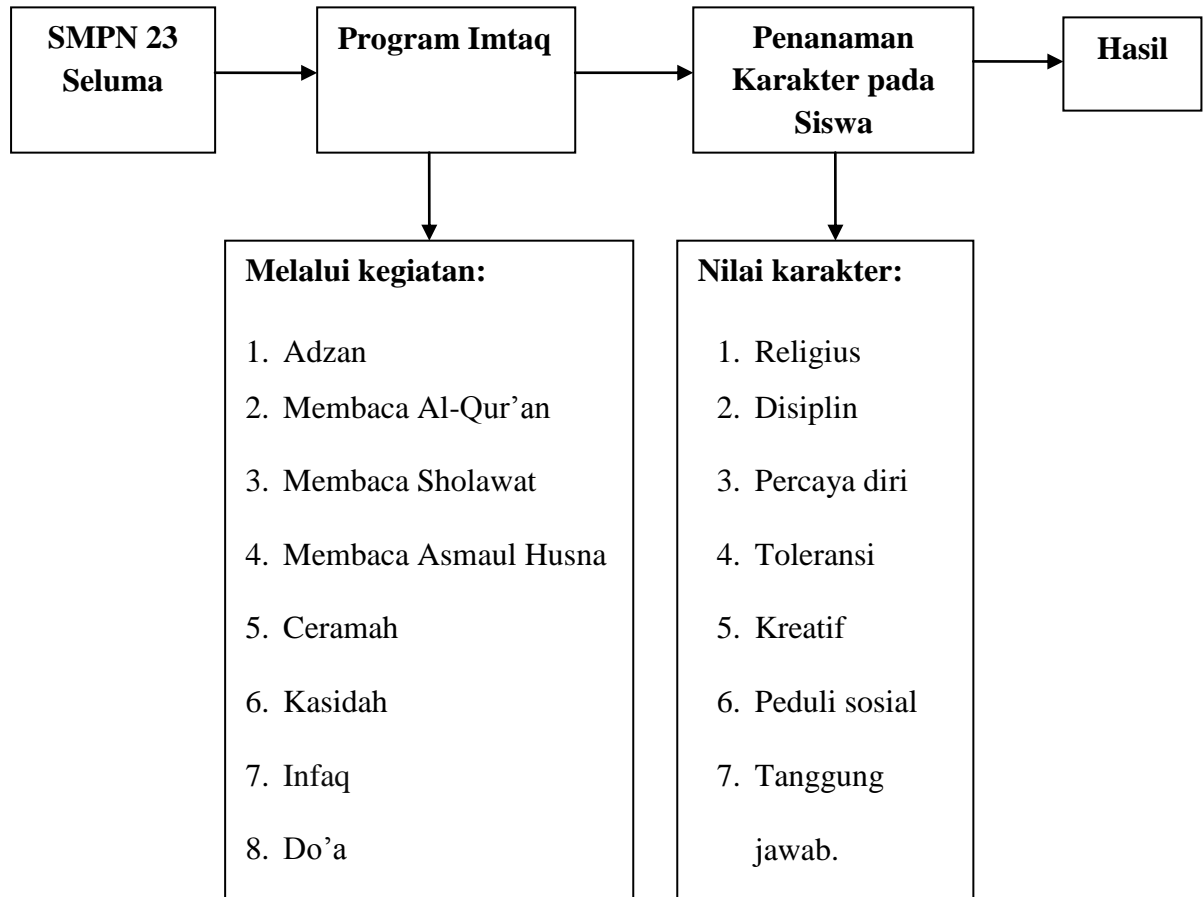 SMPN 23
Seluma
Program Imtaq
Penanaman
Karakter pada
Siswa
Hasil
Melalui kegiatan:
1. Adzan
2. Membaca Al-Qur’an
3. Membaca Sholawat
4. Membaca Asmaul Husna
5. Ceramah
6. Kasidah
7. Infaq
8. Do’a
Nilai karakter:
1. Religius
2. Disiplin
3. Percaya diri
4. Toleransi
5. Kreatif
6. Peduli sosial
7. Tanggung
jawab.